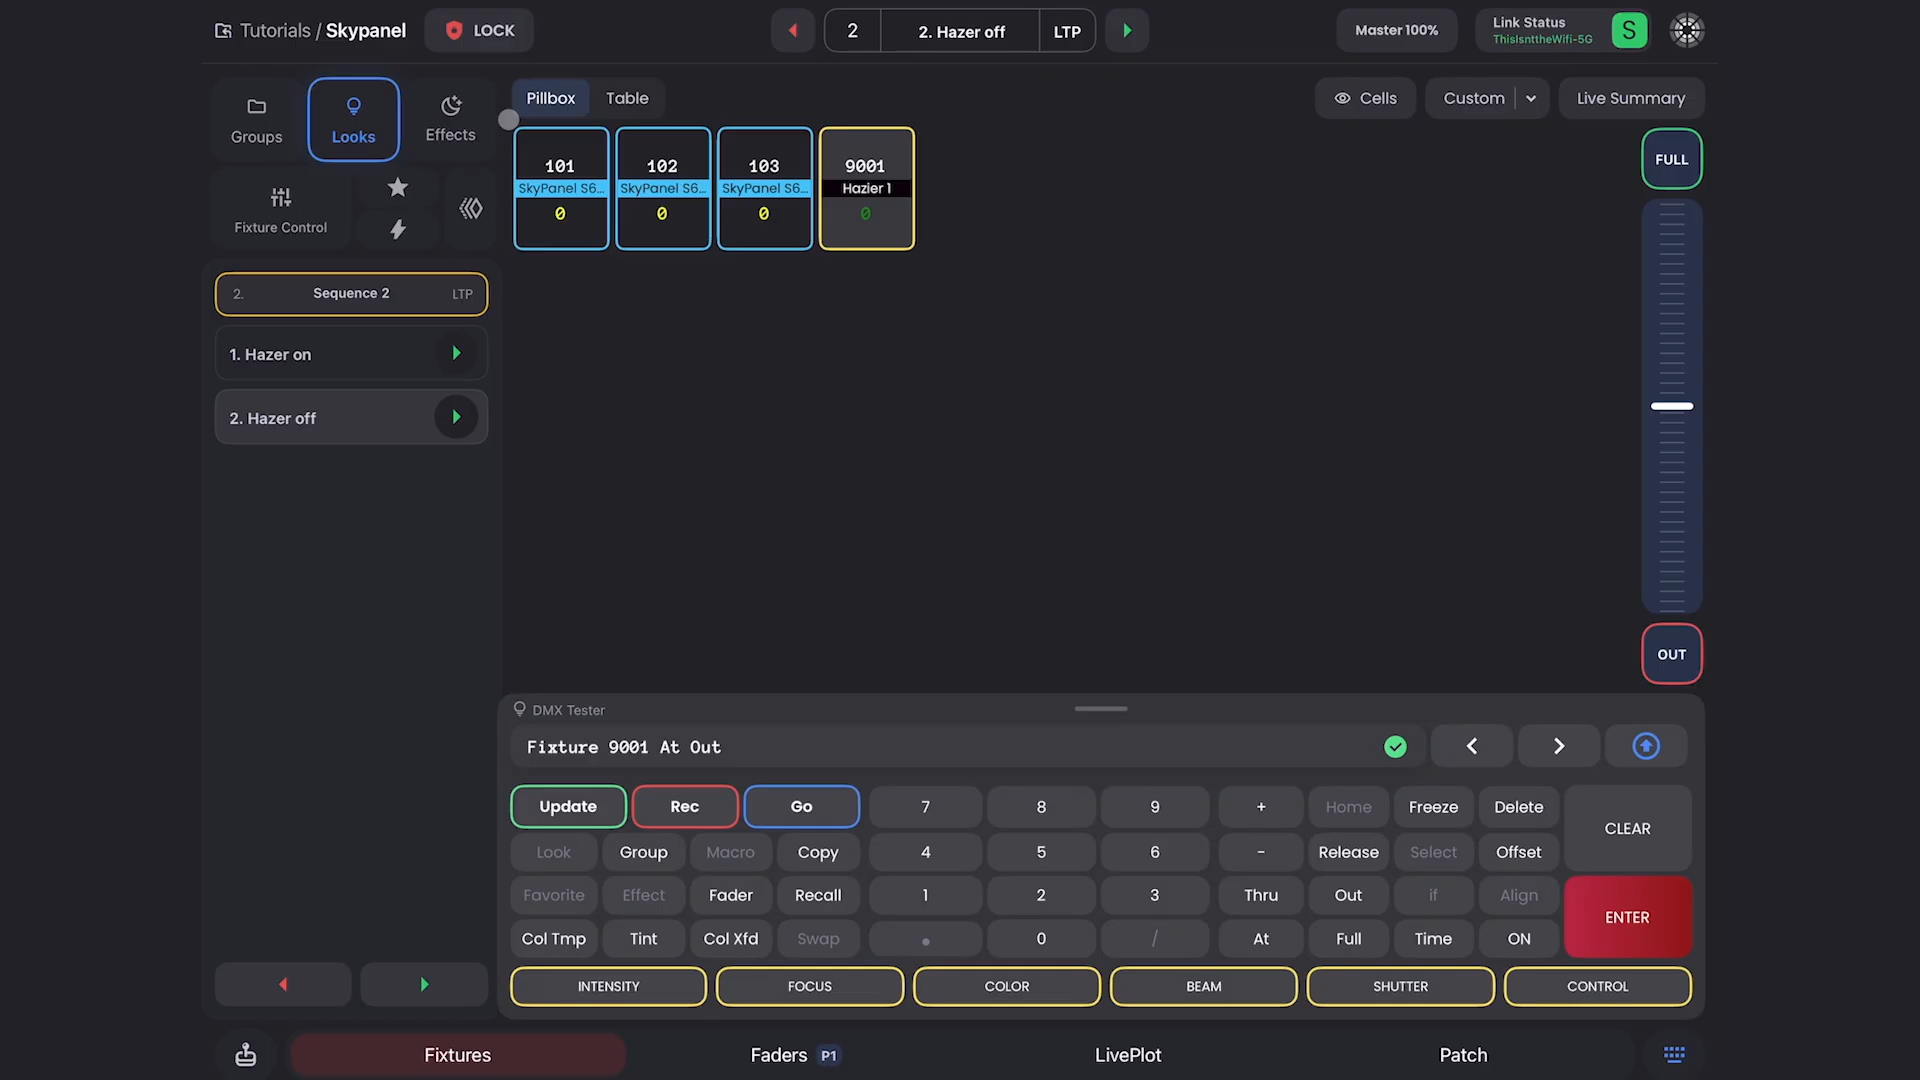 Tutorials / Skypanel
LOCK
2
2. Hazer off
LTP
Master 100%
Link Status
ThisIsnttheWifi-5G
S
Groups
Looks
Effects
Pillbox
Table
Cells
Custom
Live Summary
Fixture Control
101
SkyPanel S6...
0
102
SkyPanel S6...
0
103
SkyPanel S6...
0
9001
Hazier 1
0
FULL
2.
Sequence 2
LTP
1. Hazer on
2. Hazer off
OUT
DMX Tester
Fixture 9001 At Out
Update
Rec
Go
7
8
9
+
Home
Freeze
Delete
CLEAR
Look
Group
Macro
Copy
4
5
6
-
Release
Select
Offset
Favorite
Effect
Fader
Recall
1
2
3
Thru
Out
if
Align
ENTER
Col Tmp
Tint
Col Xfd
Swap
.
0
/
At
Full
Time
ON
INTENSITY
FOCUS
COLOR
BEAM
SHUTTER
CONTROL
Fixtures
Faders P1
LivePlot
Patch